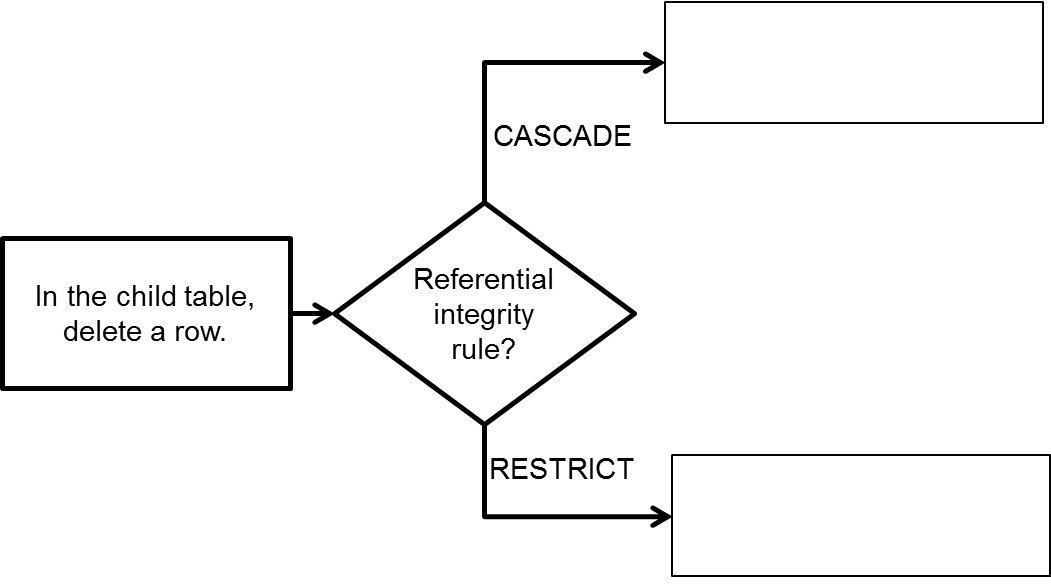 CASCADE
In the child table,
delete a row.
Referential
integrity
rule?
RESTRICT